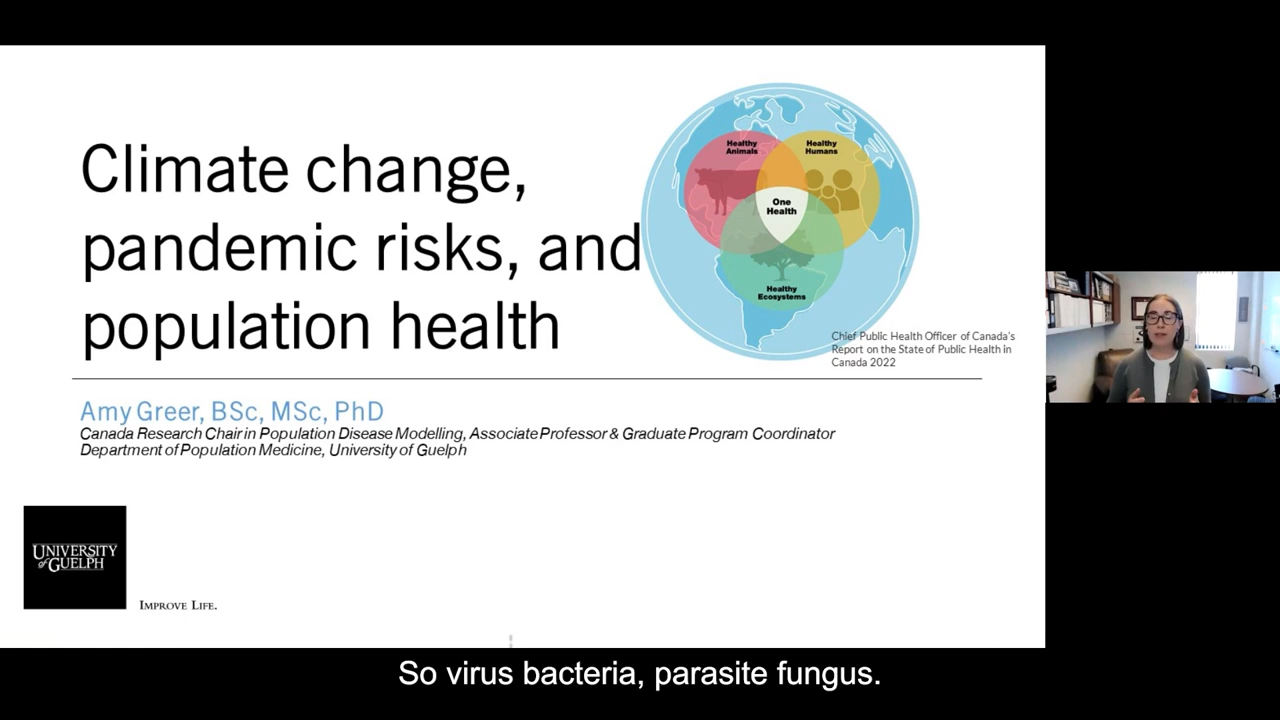 Climate change,
pandemic risks, and
population health
Healthy
Animals
Healthy
Humans
One
Health
Healthy
Ecosystems
Chief Public Health Officer of Canada's
Report on the State of Public Health in
Canada 2022
Amy Greer, BSc, MSc, PhD
Canada Research Chair in Population Disease Modelling, Associate Professor & Graduate Program Coordinator
Department of Population Medicine, University of Guelph
UNIVERSITY
of GUELPH
IMPROVE LIFE.
So virus bacteria, parasite fungus.